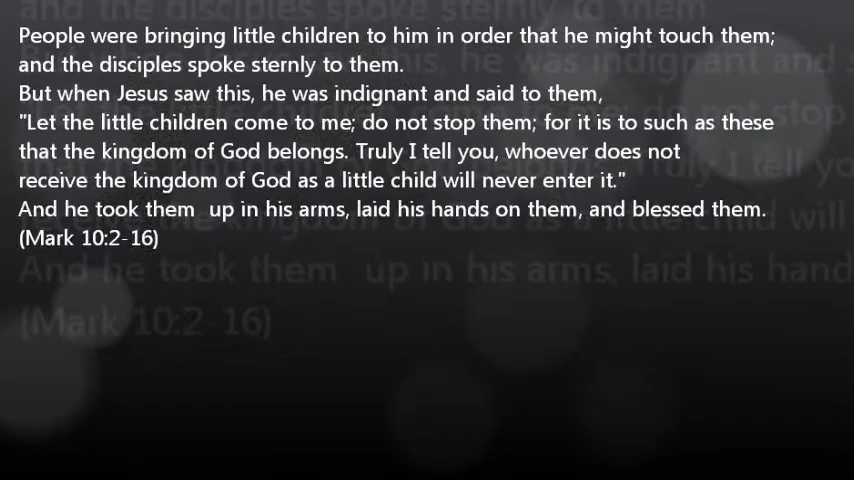 People were bringing little children to him in order that he might touch them;
and the disciples spoke sternly to them.
But when Jesus saw this, he was indignant and said to them,
"Let the little children come to me; do not stop them; for it is to such as these
that the kingdom of God belongs. Truly I tell you, whoever does not
receive the kingdom of God as a little child will never enter it."
And he took them  up in his arms, laid his hands on them, and blessed them.
(Mark 10:2-16)